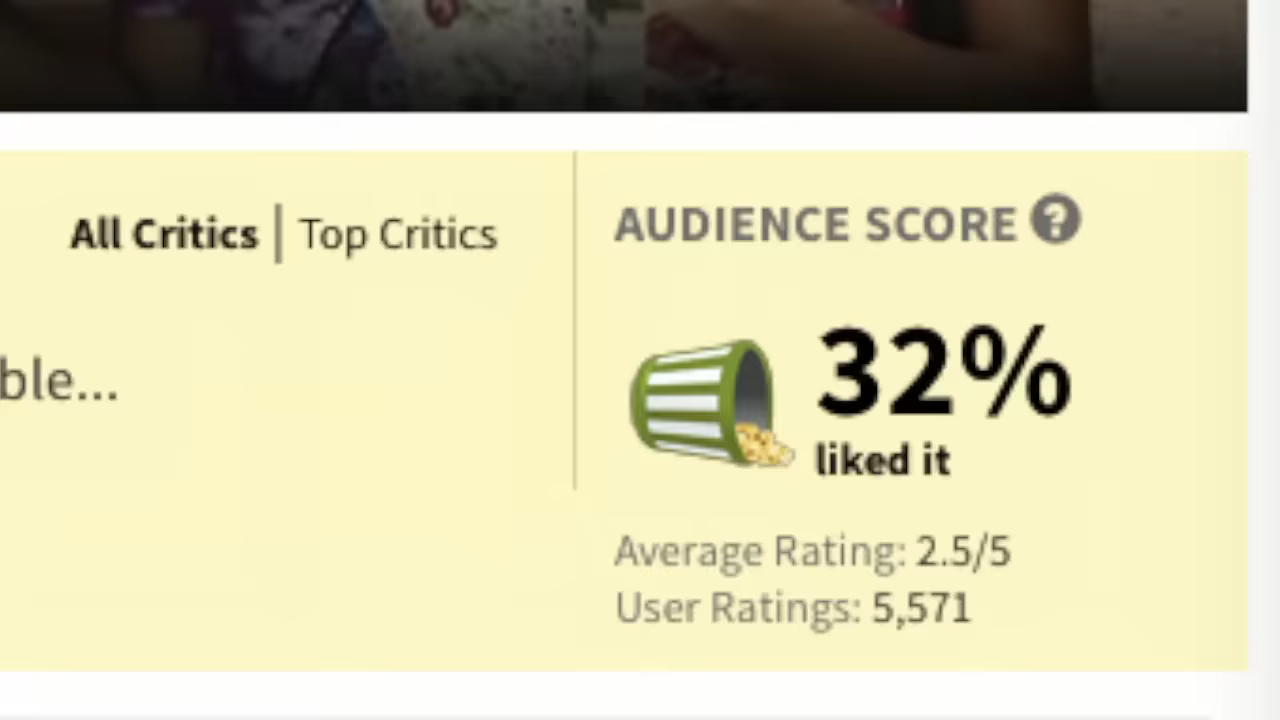 All Critics | Top Critics
AUDIENCE SCORE ?
ble...
32%
liked it
Average Rating: 2.5/5
User Ratings: 5,571